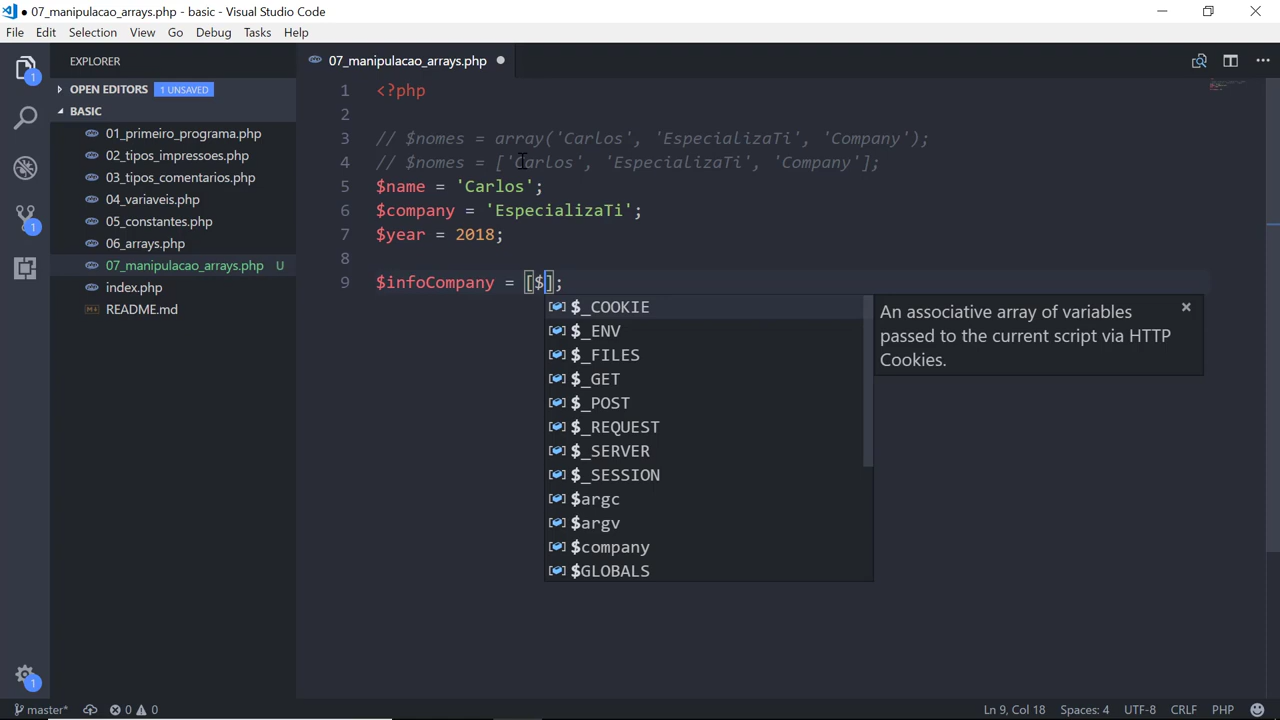 07_manipulacao_arrays.php - basic - Visual Studio Code
File Edit Selection View Go Debug Tasks Help
EXPLORER
OPEN EDITORS 1 UNSAVED
BASIC
01_primeiro_programa.php
02_tipos_impressoes.php
03_tipos_comentarios.php
04_variaveis.php
05_constantes.php
06_arrays.php
07_manipulacao_arrays.php U
index.php
README.md
1
1
1
07_manipulacao_arrays.php
1 <?php
2
3 // $nomes = array('Carlos', 'EspecializaTi', 'Company');
4 // $nomes = ['Carlos', 'EspecializaTi', 'Company'];
5 $name = 'Carlos';
6 $company = 'EspecializaTi';
7 $year = 2018;
8
9 $infoCompany = [$];
$_COOKIE
$_ENV
$_FILES
$_GET
$_POST
$_REQUEST
$_SERVER
$_SESSION
$argc
$argv
$company
$GLOBALS
An associative array of variables
passed to the current script via HTTP
Cookies.
master* 0 0 Ln 9, Col 18 Spaces: 4 UTF-8 CRLF PHP